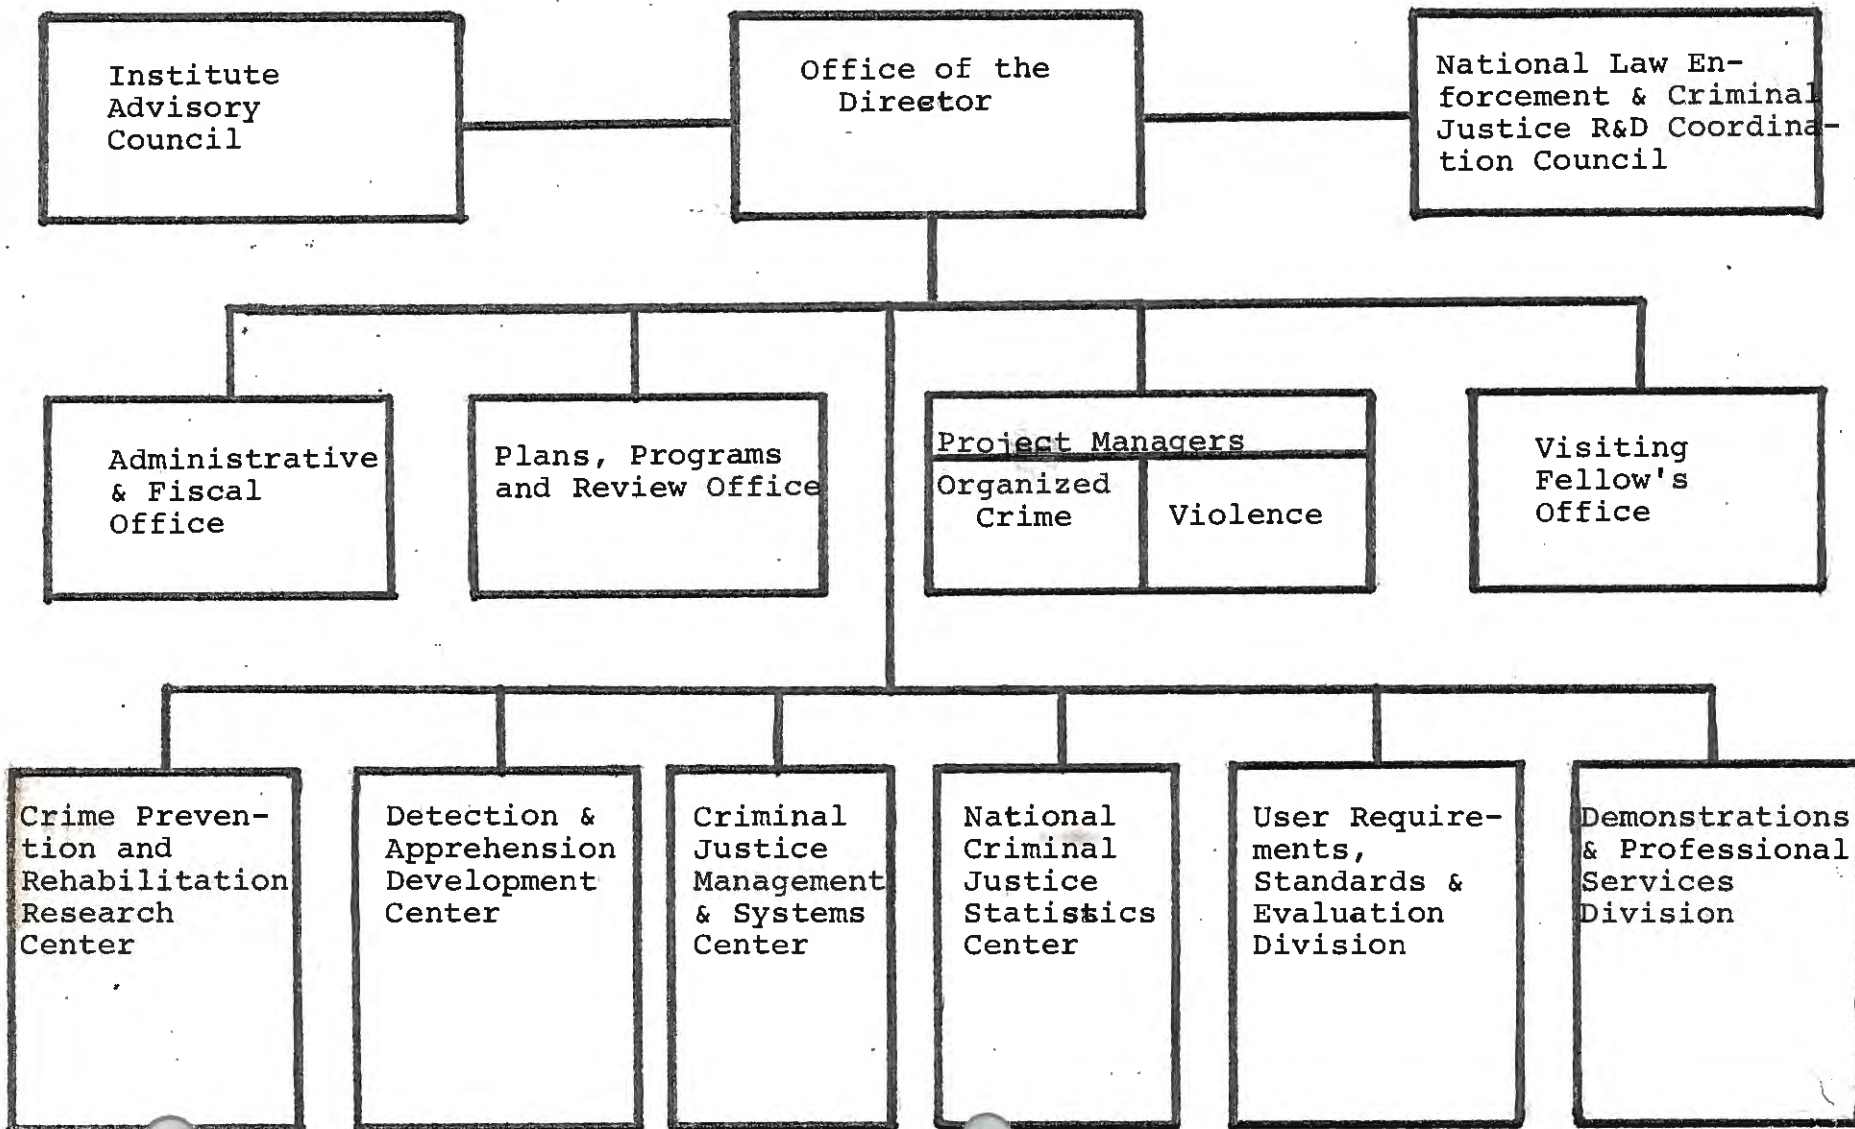 Institute
Advisory
Council
Office of the
Director
National Law En-
forcement & Criminal
Justice R&D Coordina-
tion Council
Administrative
& Fiscal
Office
Plans, Programs
and Review Office
Project Managers
Organized
Crime
Violence
Visiting
Fellow's
Office
Crime Preven-
tion and
Rehabilitation
Research
Center
Detection &
Apprehension
Development
Center
Criminal
Justice
Management
& Systems
Center
National
Criminal
Justice
Statistics
Center
User Require-
ments,
Standards &
Evaluation
Division
Demonstrations
& Professional
Services
Division